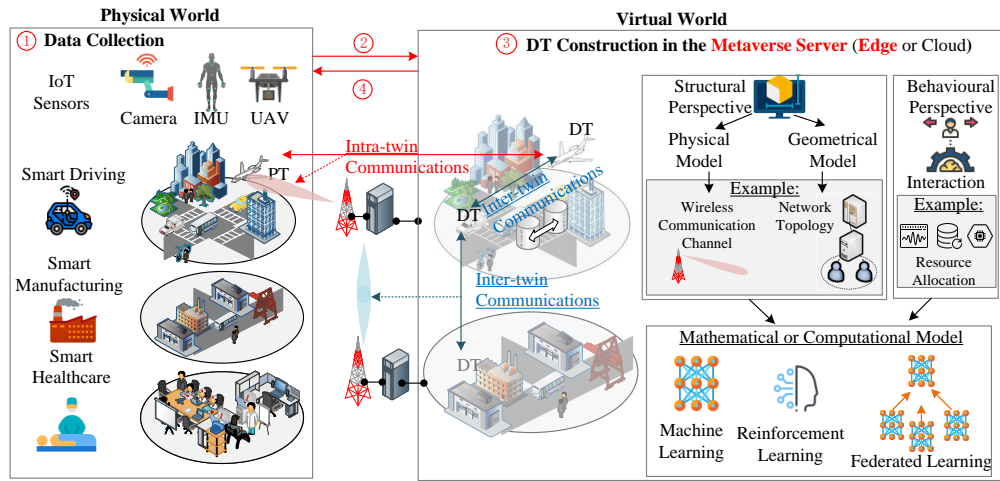 Physical World
① Data Collection
IoT
Sensors
Camera
IMU
UAV
Smart Driving
PT
Smart
Manufacturing
Smart
Healthcare
②
④
Intra-twin
Communications
Virtual World
③ DT Construction in the Metaverse Server (Edge or Cloud)
DT
Inter-twin
Communications
DT
Inter-twin
Communications
DT
Structural
Perspective
Physical
Model
Geometrical
Model
Example:
Wireless
Communication
Channel
Network
Topology
Behavioural
Perspective
Interaction
Example:
Resource
Allocation
Mathematical or Computational Model
Machine
Learning
Reinforcement
Learning
Federated Learning